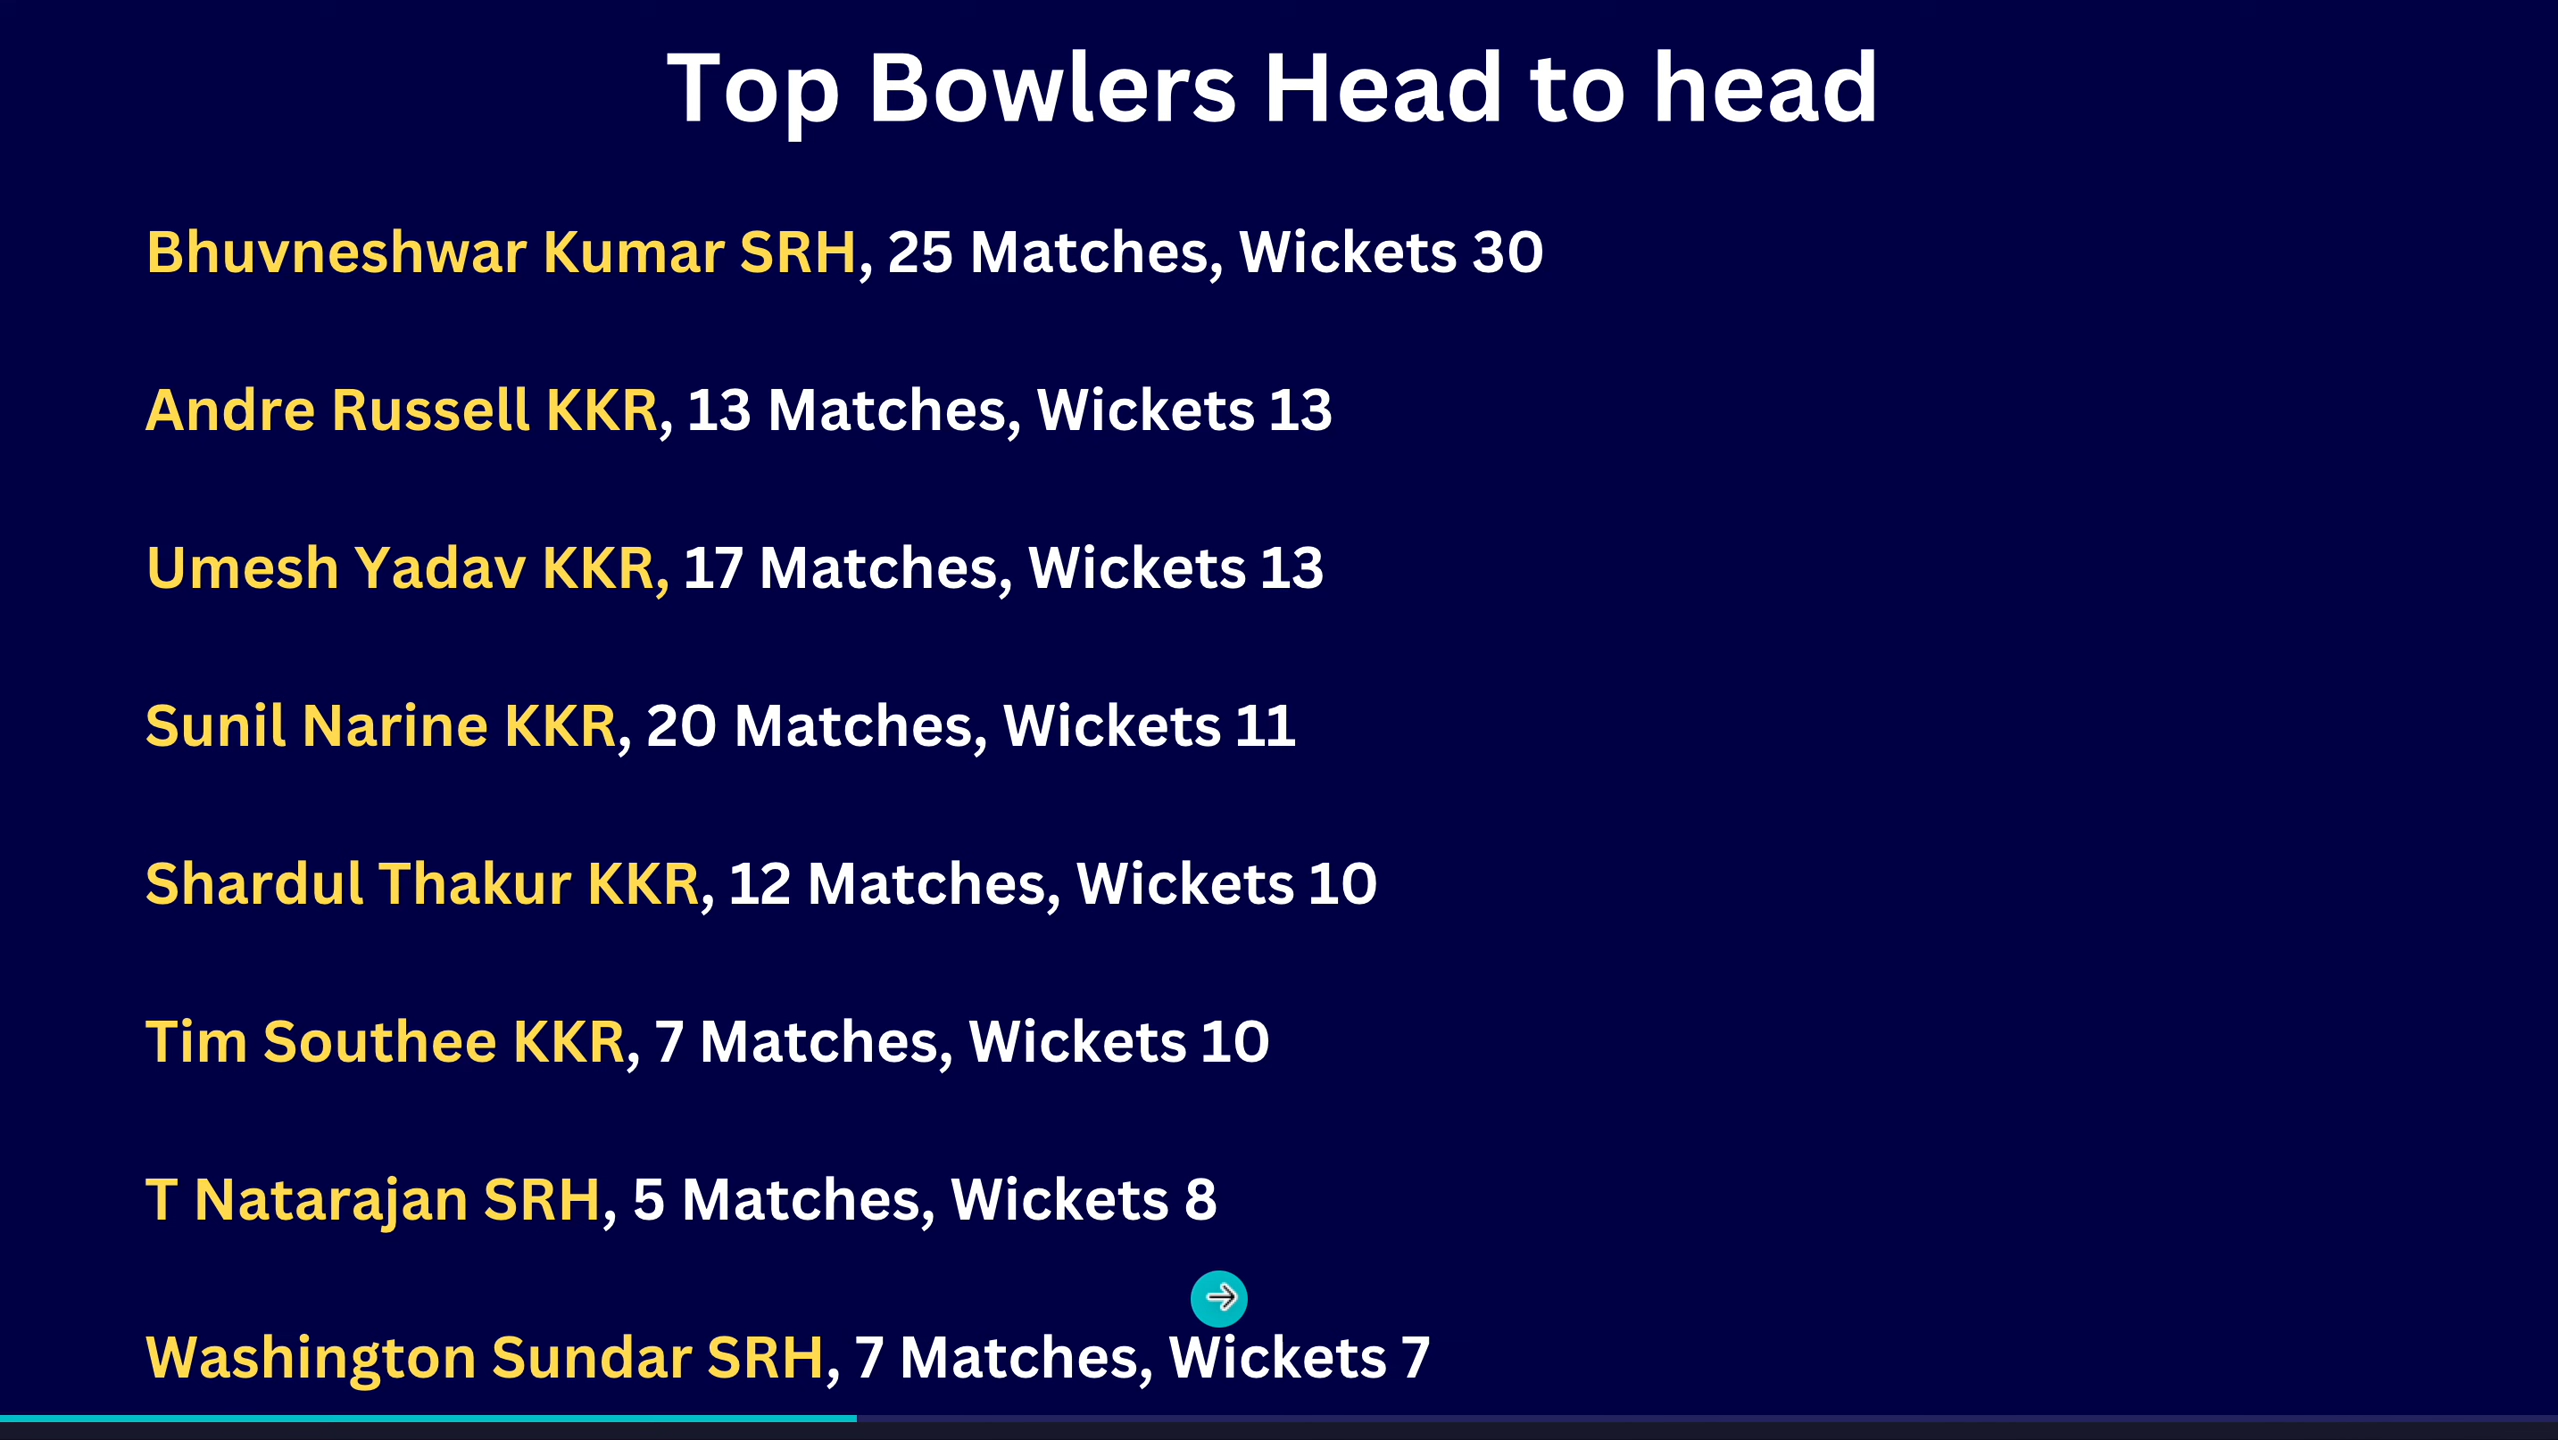 Top Bowlers Head to head
Bhuvneshwar Kumar SRH, 25 Matches, Wickets 30
Andre Russell KKR, 13 Matches, Wickets 13
Umesh Yadav KKR, 17 Matches, Wickets 13
Sunil Narine KKR, 20 Matches, Wickets 11
Shardul Thakur KKR, 12 Matches, Wickets 10
Tim Southee KKR, 7 Matches, Wickets 10
T Natarajan SRH, 5 Matches, Wickets 8
Washington Sundar SRH, 7 Matches, Wickets 7